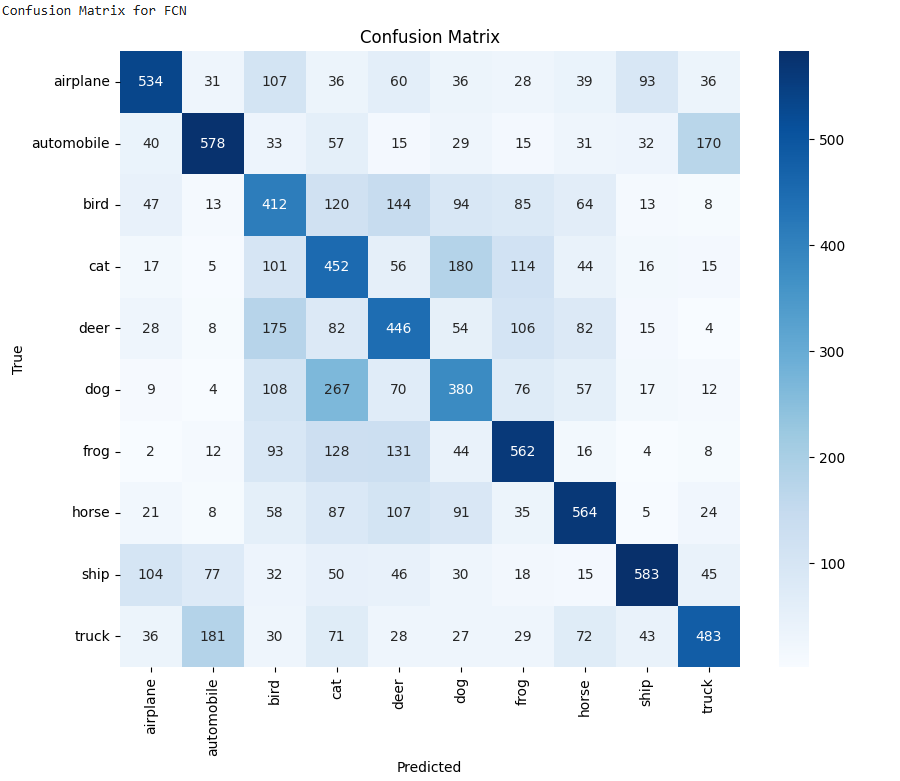 Confusion Matrix for FCN
Confusion Matrix
airplane 534 31 107 36 60 36 28 39 93 36
automobile 40 578 33 57 15 29 15 31 32 170
bird 47 13 412 120 144 94 85 64 13 8
cat 17 5 101 452 56 180 114 44 16 15
deer 28 8 175 82 446 54 106 82 15 4
dog 9 4 108 267 70 380 76 57 17 12
frog 2 12 93 128 131 44 562 16 4 8
horse 21 8 58 87 107 91 35 564 5 24
ship 104 77 32 50 46 30 18 15 583 45
truck 36 181 30 71 28 27 29 72 43 483
airplane automobile bird cat deer dog frog horse ship truck
Predicted
True
500
400
300
200
100